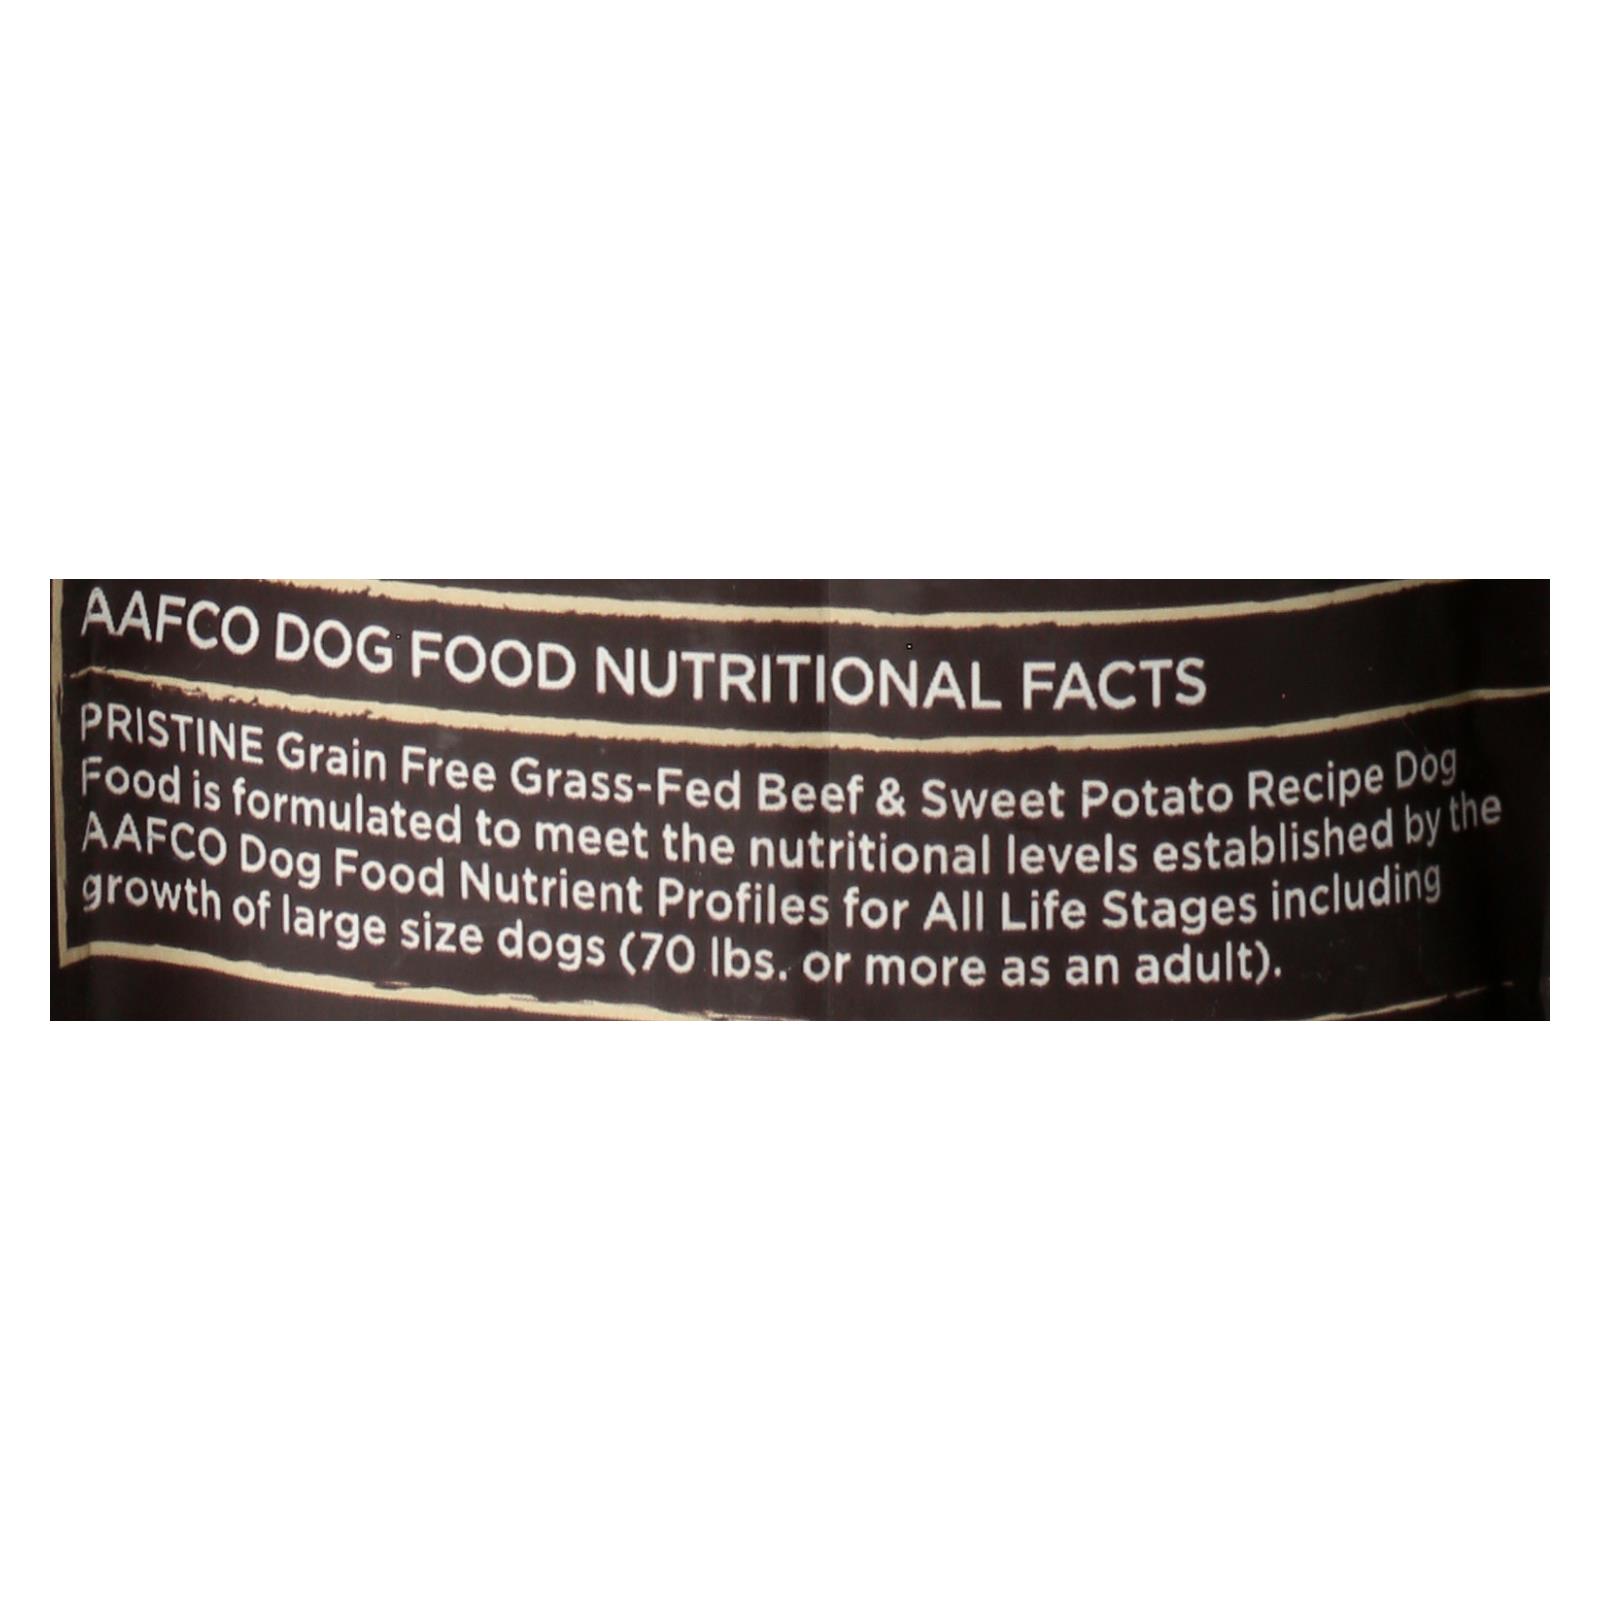 AAFCO DOG FOOD NUTRITIONAL FACTS
PRISTINE Grain Free Grass-Fed Beef & Sweet Potato Recipe Dog
Food is formulated to meet the nutritional levels established by the
AAFCO Dog Food Nutrient Profiles for All Life Stages including
growth of large size dogs (70 lbs. or more as an adult).